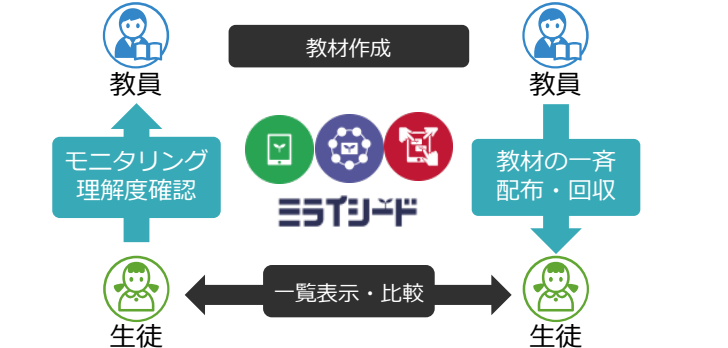 教材作成
教員
教員
モニタリング
理解度確認
教材の一斉
配布・回収
ミライシード
一覧表示・比較
生徒
生徒